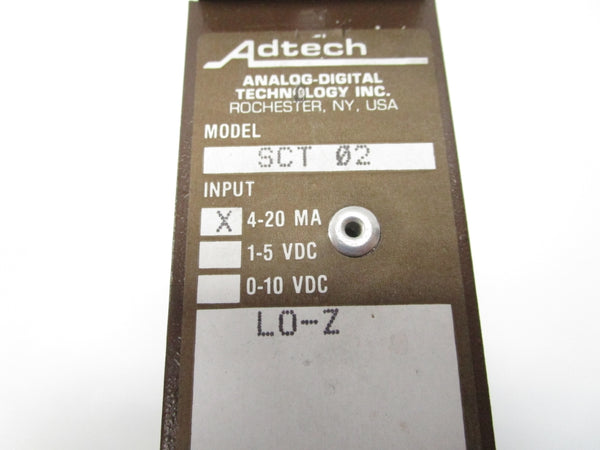 Adtech
ANALOG-DIGITAL
TECHNOLOGY INC.
ROCHESTER, NY, USA
MODEL
SCT 02
INPUT
X 4-20 MA
1-5 VDC
0-10 VDC
LO-Z